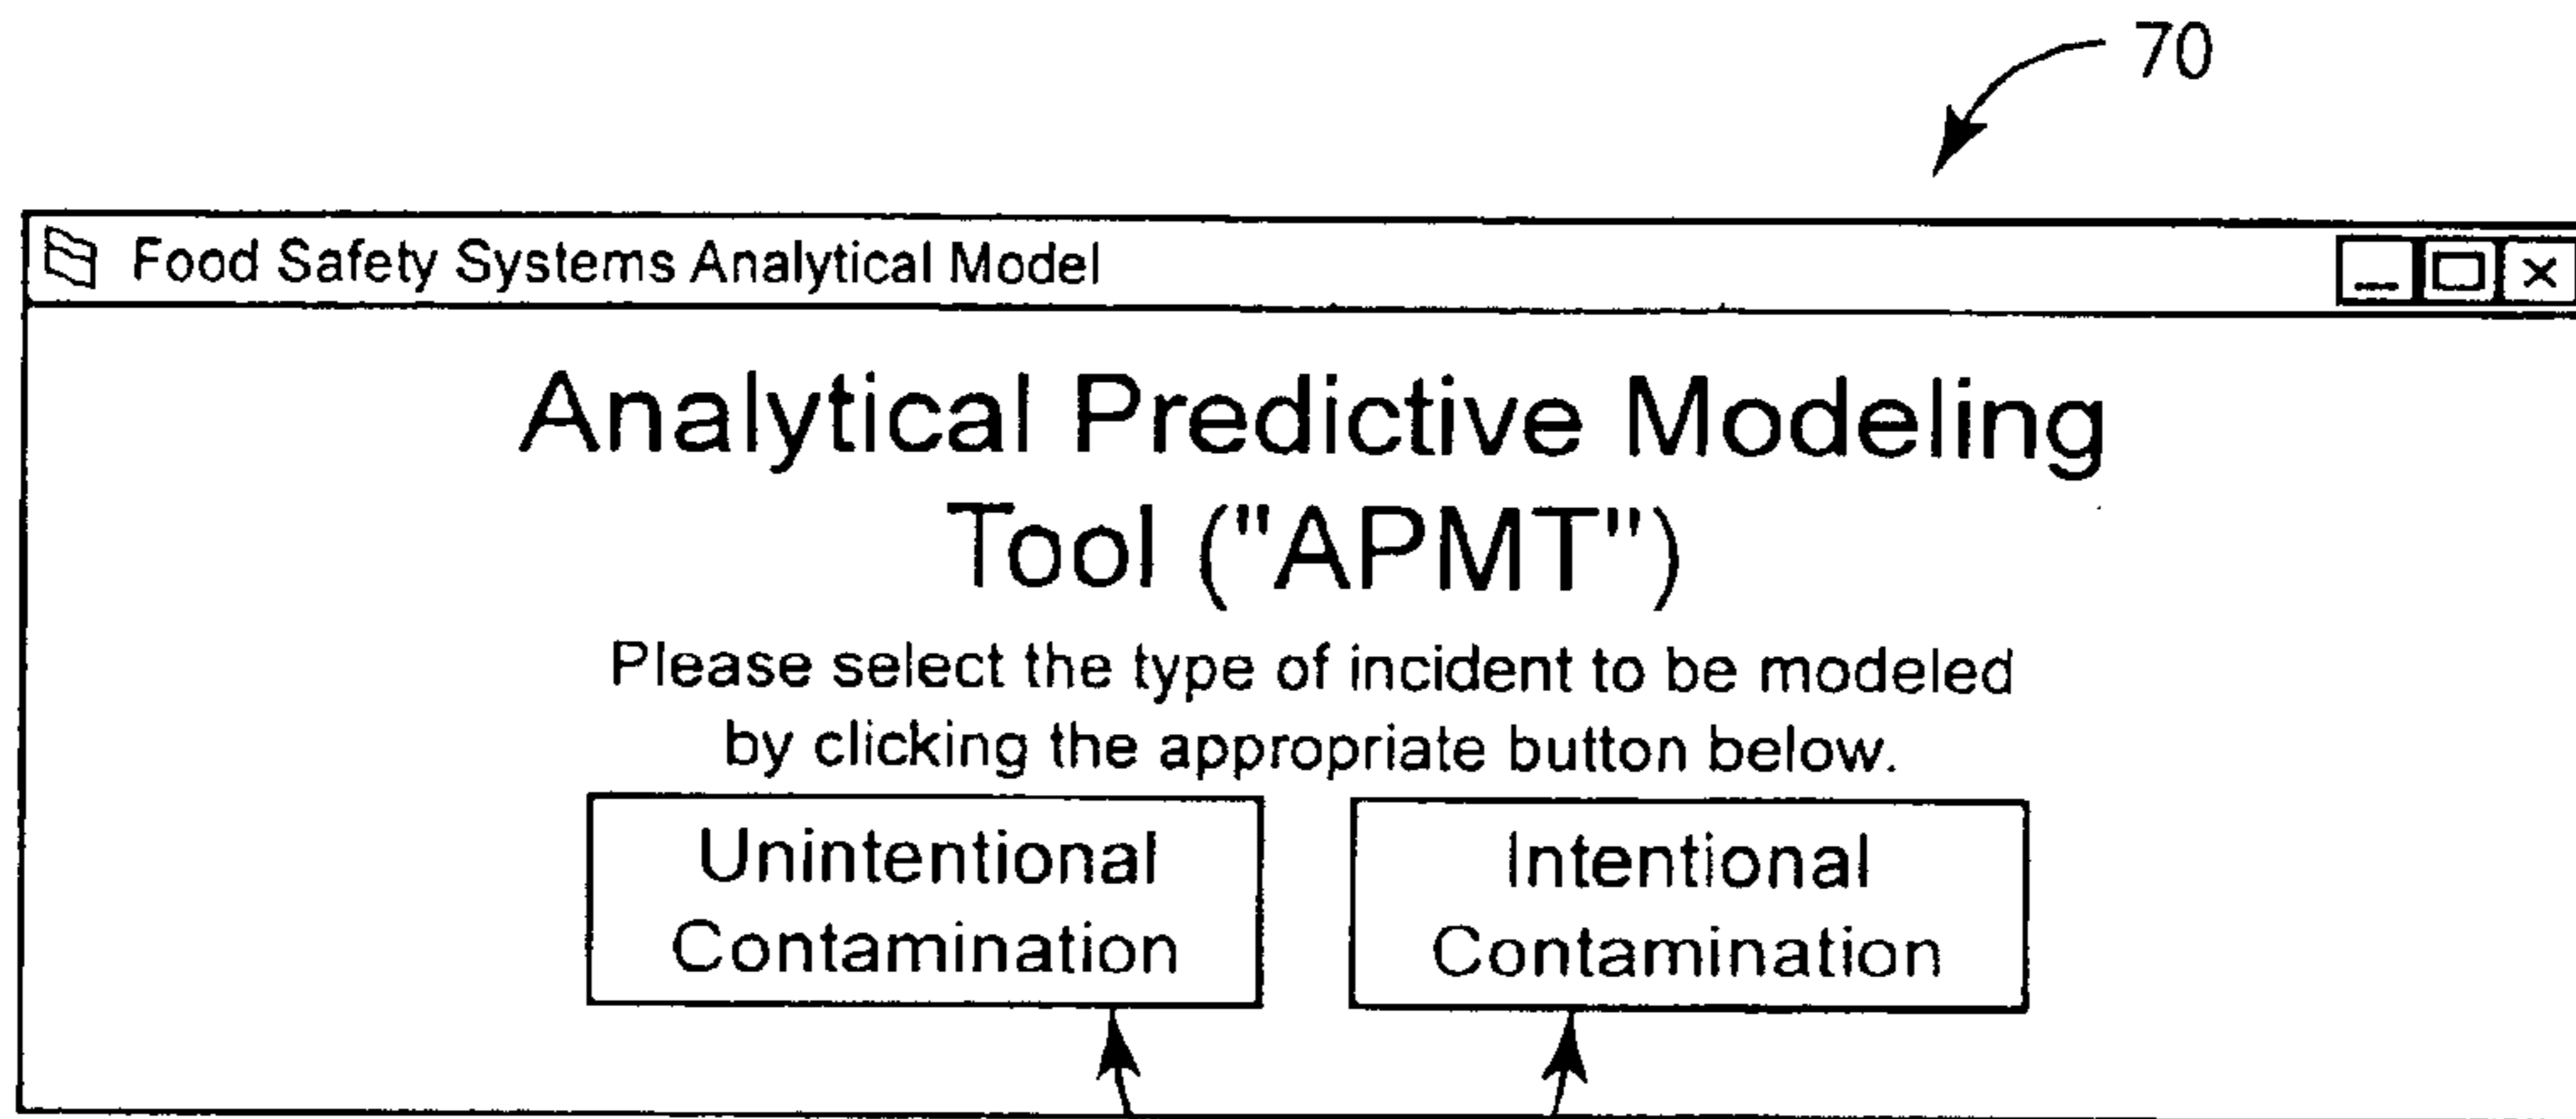 70
Food Safety Systems Analytical Model
Analytical Predictive Modeling
Tool ("APMT")
Please select the type of incident to be modeled
by clicking the appropriate button below.
Unintentional
Contamination
Intentional
Contamination